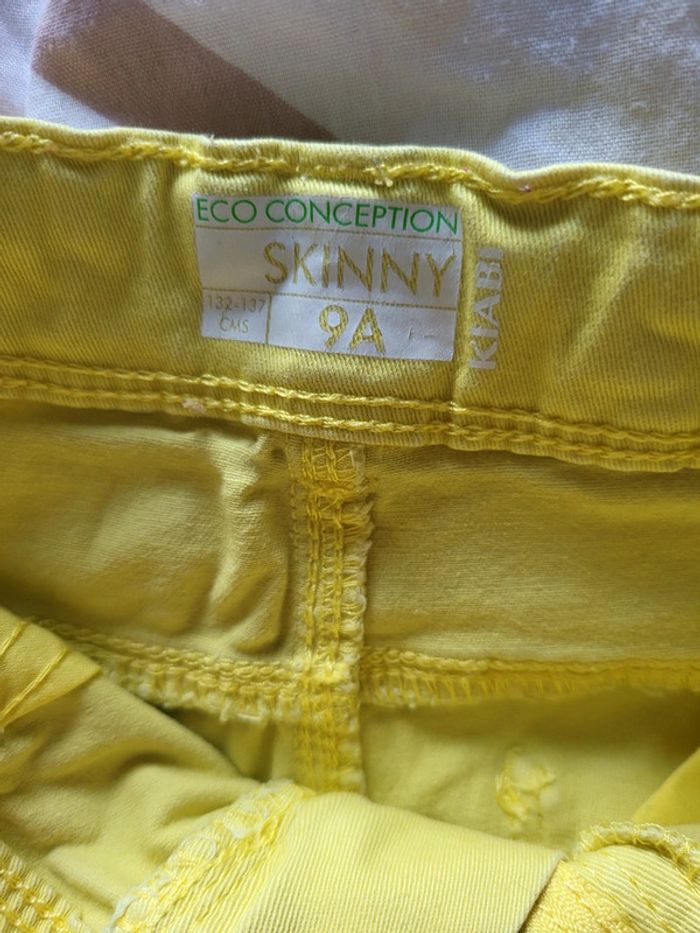 ECO CONCEPTION
SKINNY
132-137
CMS
9A
KIABI